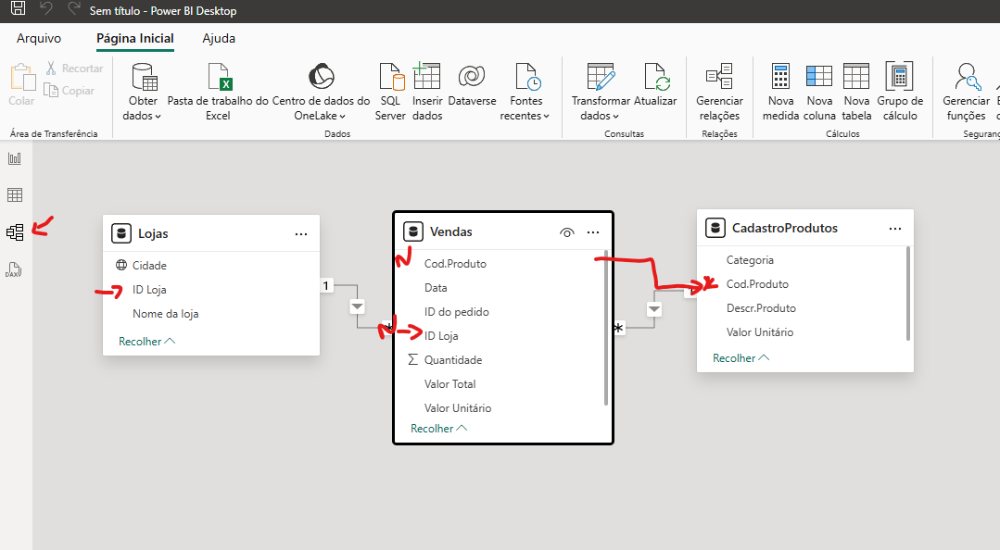 Sem título - Power BI Desktop
Arquivo
Página Inicial
Ajuda
Colar
Recortar
Copiar
Área de Transferência
Obter dados
Pasta de trabalho do Excel
Centro de dados do OneLake
SQL Server
Inserir dados
Dataverse
Fontes recentes
Dados
Transformar dados
Atualizar
Consultas
Gerenciar relações
Relações
Nova medida
Nova coluna
Nova tabela
Grupo de cálculo
Cálculos
Gerenciar funções
DAX
Lojas
Cidade
ID Loja
Nome da loja
Recolher
1
*
N
N
Vendas
Cod.Produto
Data
ID do pedido
ID Loja
Σ Quantidade
Valor Total
Valor Unitário
Recolher
*
CadastroProdutos
Categoria
Cod.Produto
Descr.Produto
Valor Unitário
Recolher